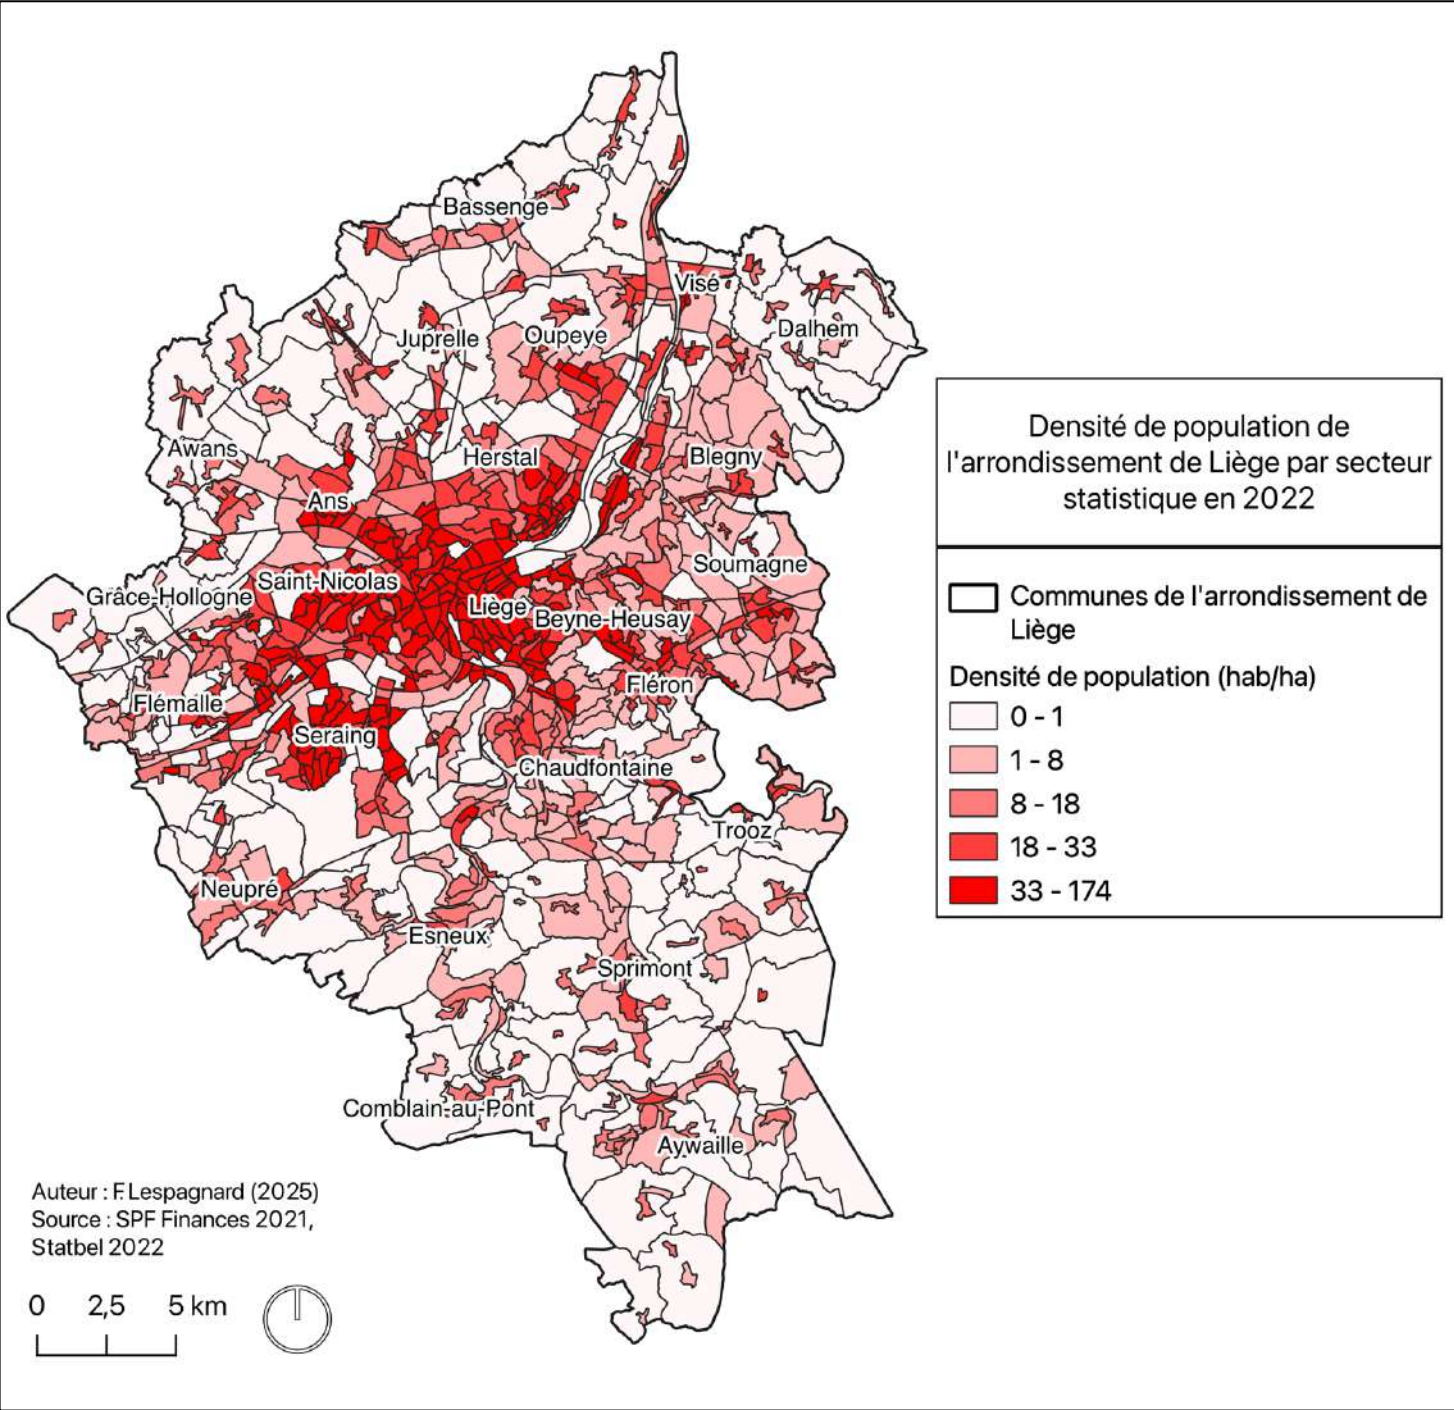 Bassenge
Visé
Dalhem
Juprelle
Oupeye
Awans
Herstal
Blegny
Ans
Soumagne
Grâce-Hollogne
Saint-Nicolas
Liège
Beyne-Heusay
Fléron
Flémalle
Seraing
Chaudfontaine
Trooz
Neupré
Esneux
Sprimont
Comblain-au-Pont
Aywaille
Densité de population de
l'arrondissement de Liège par secteur
statistique en 2022
Communes de l'arrondissement de
Liège
Densité de population (hab/ha)
0 - 1
1 - 8
8 - 18
18 - 33
33 - 174
Auteur : F. Lespagnard (2025)
Source : SPF Finances 2021,
Statbel 2022
0 2,5 5 km